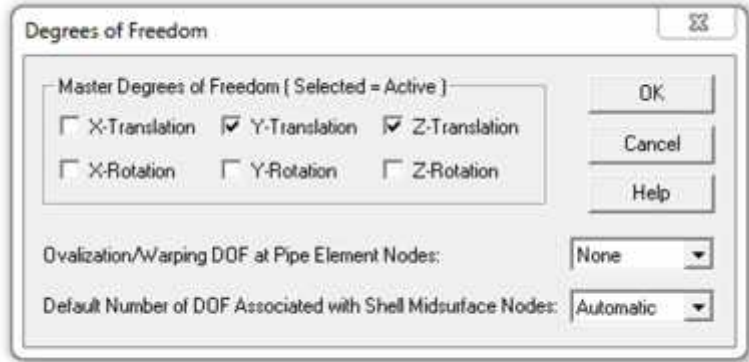 Degrees of Freedom
Master Degrees of Freedom ( Selected = Active )
X-Translation Y-Translation Z-Translation
X-Rotation Y-Rotation Z-Rotation
OK
Cancel
Help
Ovalization/Warping DOF at Pipe Element Nodes: None
Default Number of DOF Associated with Shell Midsurface Nodes: Automatic